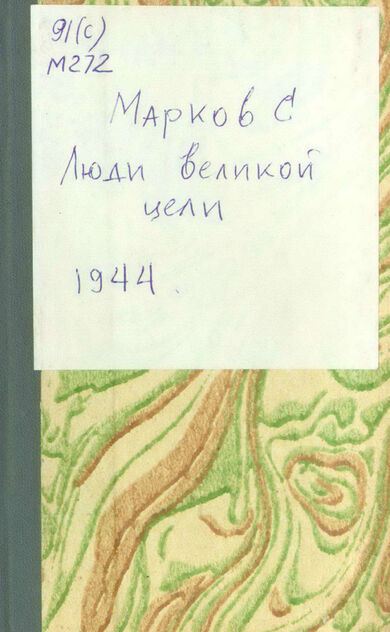 91(с)
М272
Марков С
Люди великой
цели
1944.